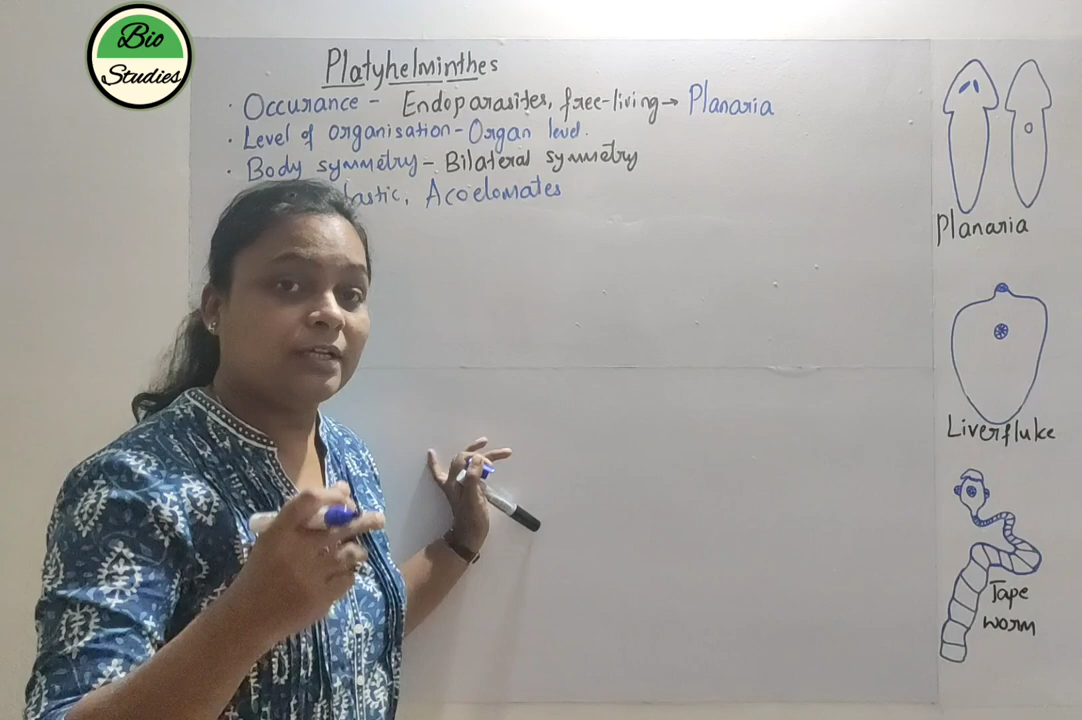 Bio
Studies
Platyhelminthes
· Occurance - Endoparasites, free-living → Planaria
· Level of organisation - Organ level.
· Body symmetry - Bilateral symmetry
lastic, Acoelomates
Planaria
Liverfluke
Tape
worm